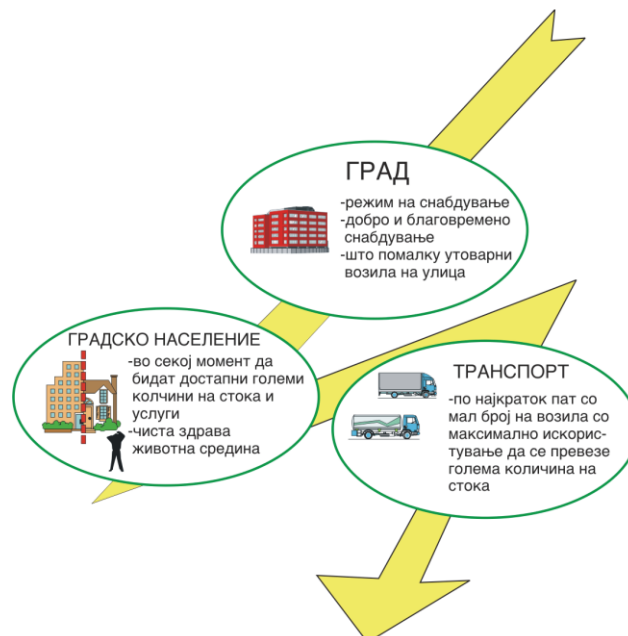 ГРАД
-режим на снабдување
-добро и благовремено
снабдување
-што помалку утоварни
возила на улица
ГРАДСКО НАСЕЛЕНИЕ
-во секој момент да
бидат достапни големи
колчини на стока и
услуги
-чиста здрава
животна средина
ТРАНСПОРТ
-по најкраток пат со
мал број на возила со
максимално искорис-
тување да се превезе
голема количина на
стока